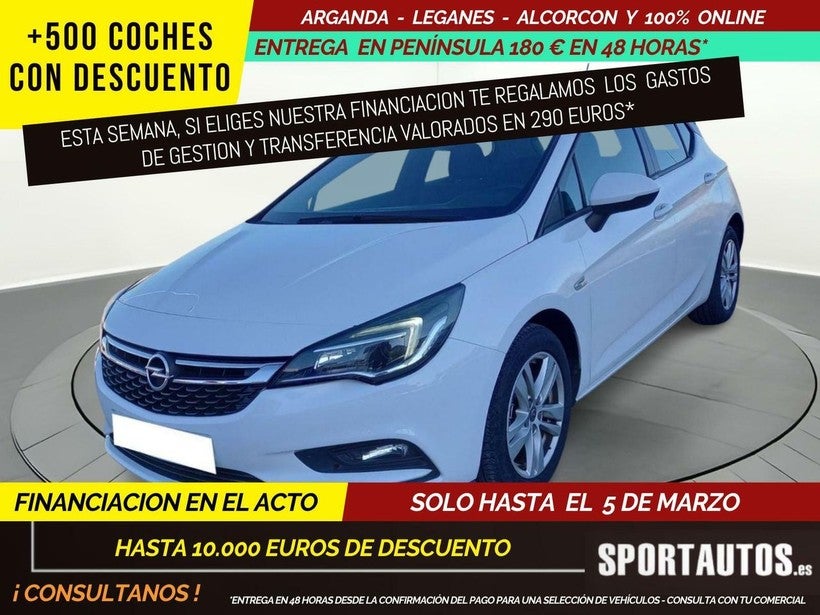 +500 COCHES
CON DESCUENTO
ARGANDA - LEGANES - ALCORCON Y 100% ONLINE
ENTREGA EN PENÍNSULA 180 € EN 48 HORAS*
ESTA SEMANA, SI ELIGES NUESTRA FINANCIACION TE REGALAMOS LOS GASTOS
DE GESTION Y TRANSFERENCIA VALORADOS EN 290 EUROS*
FINANCIACION EN EL ACTO
SOLO HASTA EL 5 DE MARZO
HASTA 10.000 EUROS DE DESCUENTO
SPORTAUTOS.es
¡ CONSULTANOS !
*ENTREGA EN 48 HORAS DESDE LA CONFIRMACIÓN DEL PAGO PARA UNA SELECCIÓN DE VEHÍCULOS - CONSULTA CON TU COMERCIAL